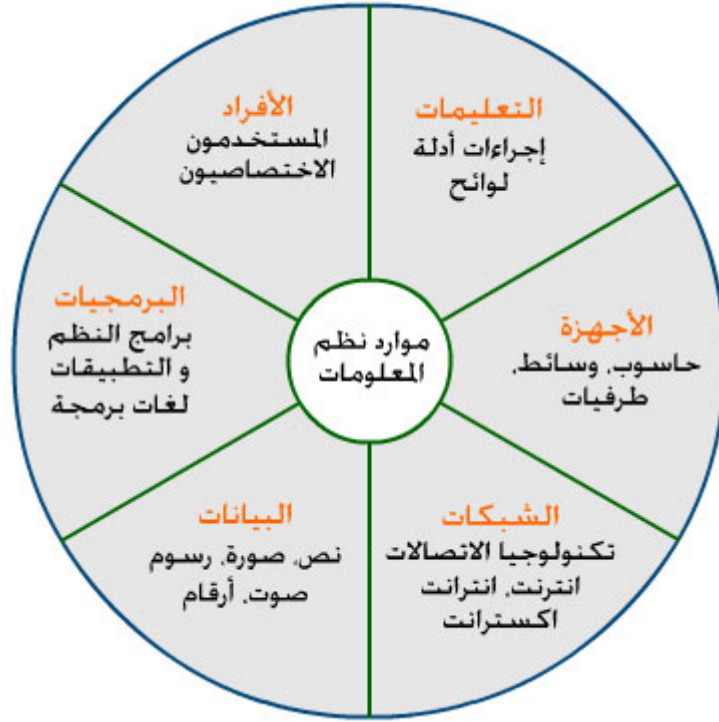 التعليمات
إجراءات أدلة
لوائح
الأفراد
المستخدمون
الاختصاصيون
الأجهزة
حاسوب، وسائط،
طرفيات
موارد نظم
المعلومات
البرمجيات
برامج النظم
و التطبيقات
لغات برمجة
الشبكات
تكنولوجيا الاتصالات
انترنت، انترانت
اكسترانت
البيانات
نص، صورة، رسوم
صوت، أرقام